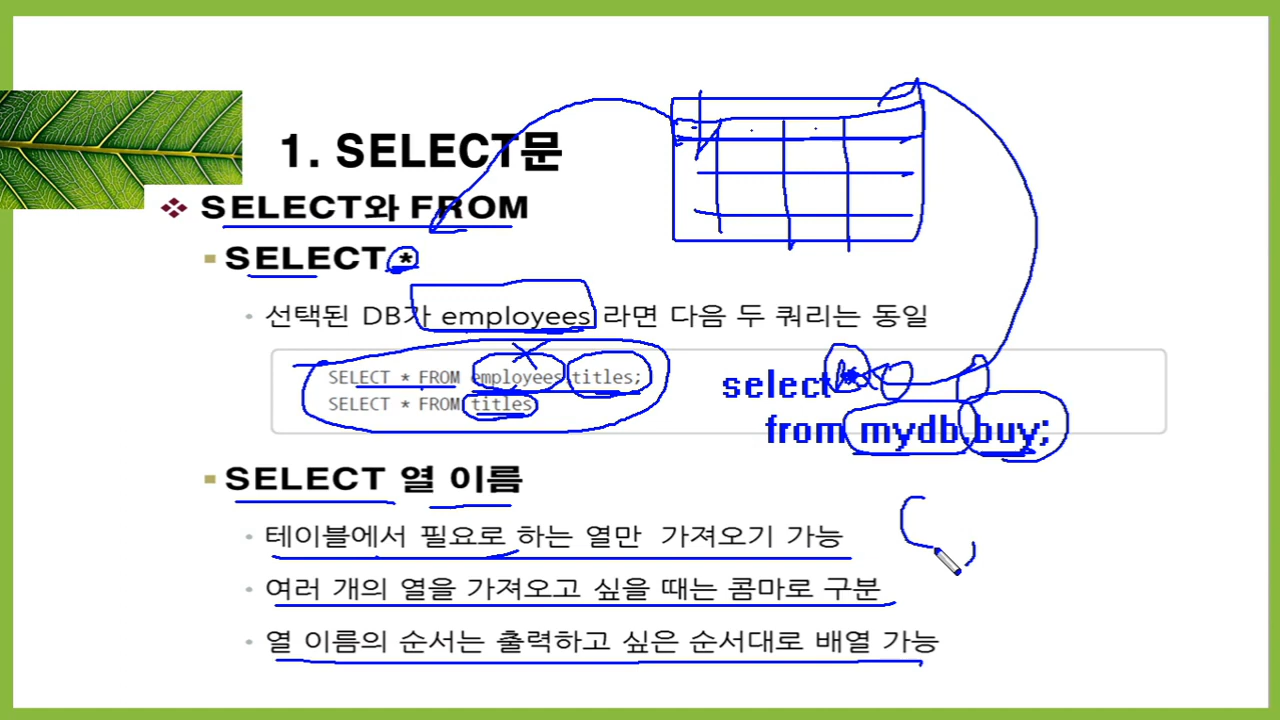 1. SELECT문
SELECT와 FROM
SELECT *
선택된 DB가 employees 라면 다음 두 쿼리는 동일
SELECT * FROM employees.titles;
SELECT * FROM titles
select *
from mydb.buy;
SELECT 열 이름
테이블에서 필요로 하는 열만 가져오기 가능
여러 개의 열을 가져오고 싶을 때는 콤마로 구분
열 이름의 순서는 출력하고 싶은 순서대로 배열 가능